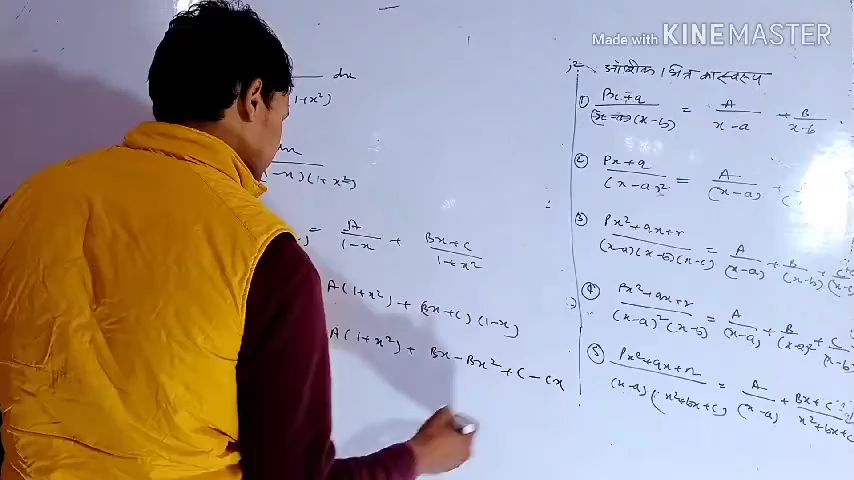 Made with KINEMASTER
dx
1+x²)
-x)(1+x²)
= A/(1-x) + (Bx+C)/(1+x²)
A(1+x²) + (Bx+C)(1-x)
A(1+x²) + Bx-Bx²+C-Cx
आंशिक भिन्न का स्वरूप
① (Px+q)/((x-a)(x-b)) = A/(x-a) + B/(x-b)
② (Px+q)/(x-a)² = A/(x-a) +
③ (Px²+qx+r)/((x-a)(x-b)(x-c)) = A/(x-a) + B/(x-b) + C/(x-c
④ (Px²+qx+r)/((x-a)²(x-b)) = A/(x-a) + B/(x- + C/(x-b)
⑤ (Px²+qx+r)/((x-a)(x²+bx+c)) = A/(x-a) + (Bx+C)/(x²+bx+c